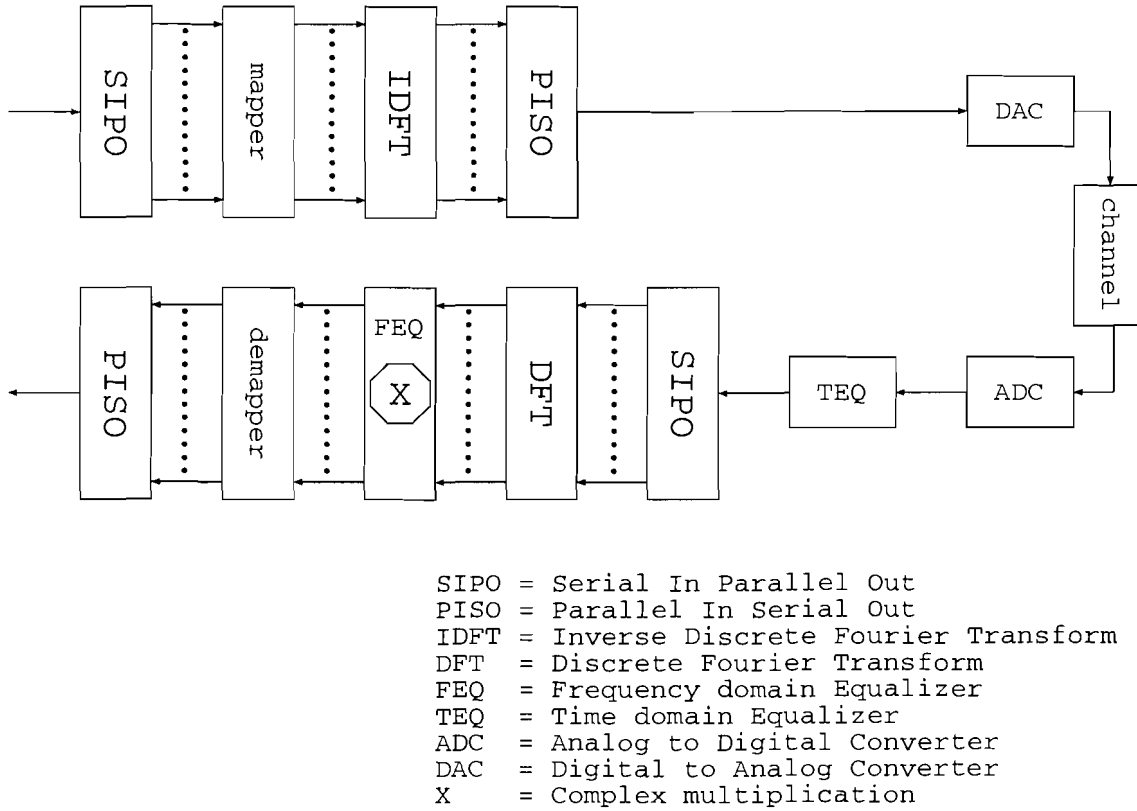 SIPO
mapper
IDFT
PISO
DAC
channel
PISO
demapper
FEQ
X
DFT
SIPO
TEQ
ADC
SIPO = Serial In Parallel Out
PISO = Parallel In Serial Out
IDFT = Inverse Discrete Fourier Transform
DFT = Discrete Fourier Transform
FEQ = Frequency domain Equalizer
TEQ = Time domain Equalizer
ADC = Analog to Digital Converter
DAC = Digital to Analog Converter
X = Complex multiplication